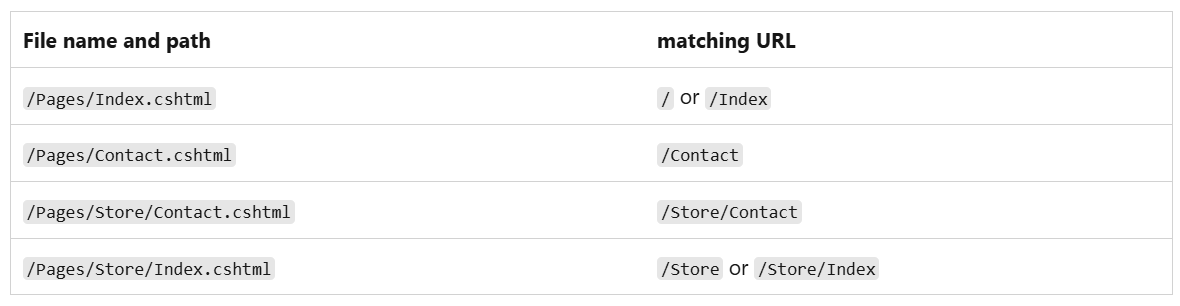 File name and path matching URL
/Pages/Index.cshtml / or /Index
/Pages/Contact.cshtml /Contact
/Pages/Store/Contact.cshtml /Store/Contact
/Pages/Store/Index.cshtml /Store or /Store/Index